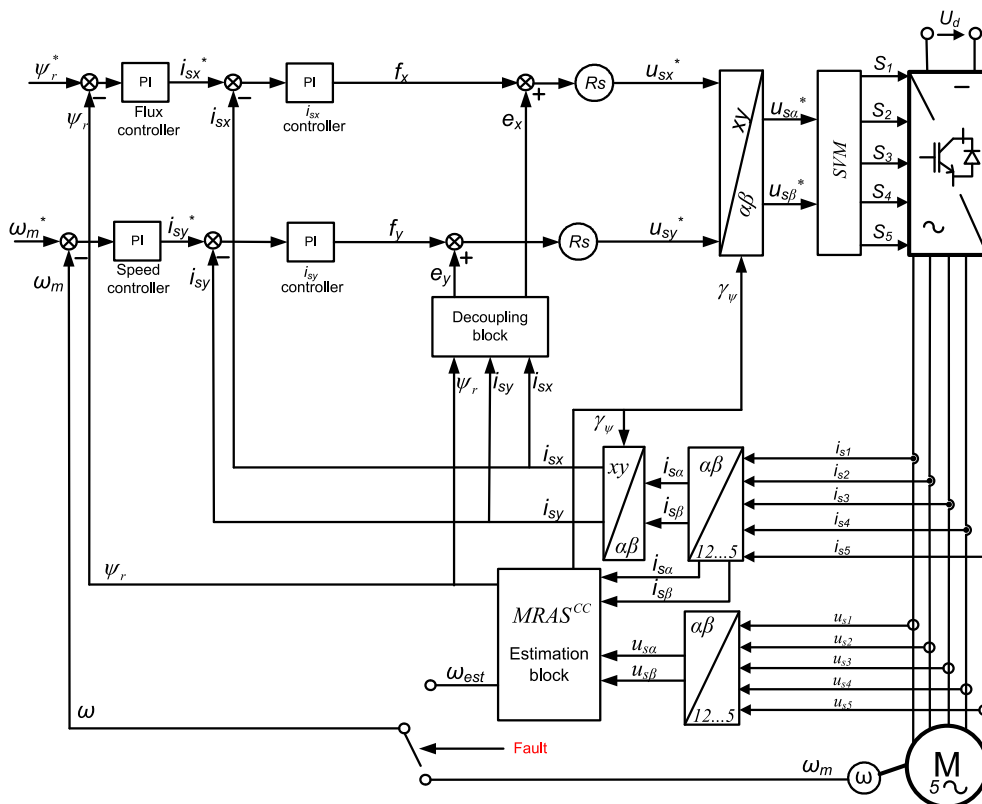 U_d
ψ_r^*
PI
i_sx^*
PI
f_x
Rs
u_sx^*
S_1
−
ψ_r
−
Flux
controller
i_sx
−
i_sx
controller
e_x
+
xy
αβ
u_sα^*
SVM
S_2
S_3
u_sβ^*
S_4
S_5
ω_m^*
PI
i_sy^*
PI
f_y
Rs
u_sy^*
ω_m
−
Speed
controller
i_sy
−
i_sy
controller
e_y
+
γ_ψ
Decoupling
block
ψ_r
i_sy
i_sx
γ_ψ
i_sx
xy
αβ
i_sα
αβ
12...5
i_s1
i_s2
i_s3
i_sy
i_sβ
i_s4
i_s5
ψ_r
i_sα
i_sβ
MRAS^CC
Estimation
block
u_sα
u_sβ
αβ
12...5
u_s1
u_s2
u_s3
u_s4
u_s5
ω_est
ω
Fault
ω_m
ω
M
5